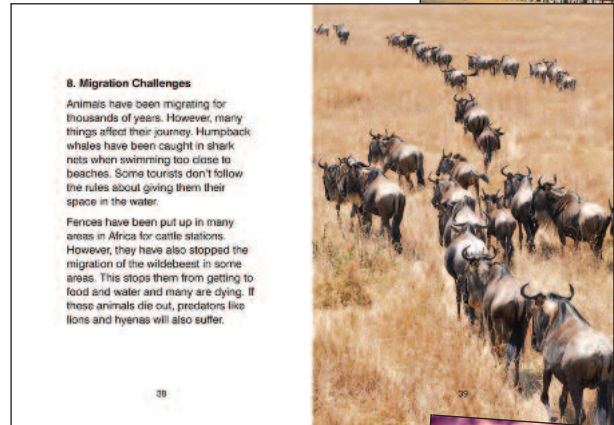 8. Migration Challenges
Animals have been migrating for
thousands of years. However, many
things affect their journey. Humpback
whales have been caught in shark
nets when swimming too close to
beaches. Some tourists don't follow
the rules about giving them their
space in the water.
Fences have been put up in many
areas in Africa for cattle stations.
However, they have also stopped the
migration of the wildebeest in some
areas. This stops them from getting to
food and water and many are dying. If
these animals die out, predators like
lions and hyenas will also suffer.
38
39